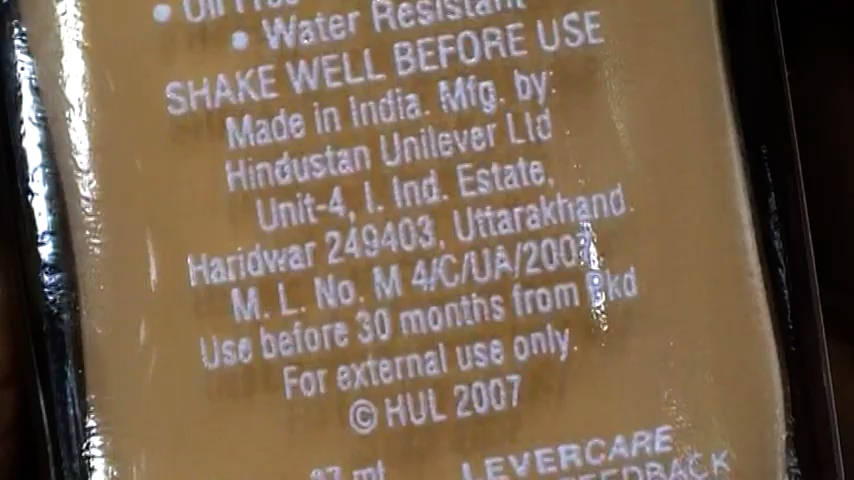 • Oil Free
• Water Resistant
SHAKE WELL BEFORE USE
Made in India. Mfg. by:
Hindustan Unilever Ltd
Unit-4, I. Ind. Estate,
Haridwar 249403, Uttarakhand.
M. L. No. M 4/C/UA/2007
Use before 30 months from Pkd
For external use only.
© HUL 2007
ml
LEVERCARE
FEEDBACK